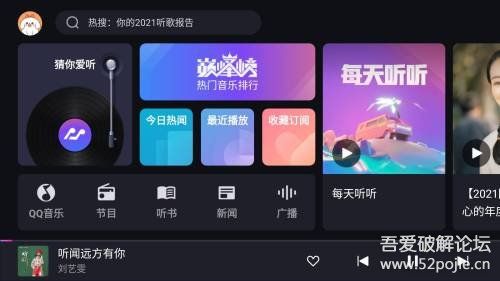 热搜：你的2021听歌报告
猜你爱听
巅峰榜
热门音乐排行
今日热闻
最近播放
收藏订阅
每天听听
每天听听
【2021
心的年度
QQ音乐
节目
听书
新闻
广播
听闻远方有你
刘艺雯
吾爱破解论坛
www.52pojie.cn